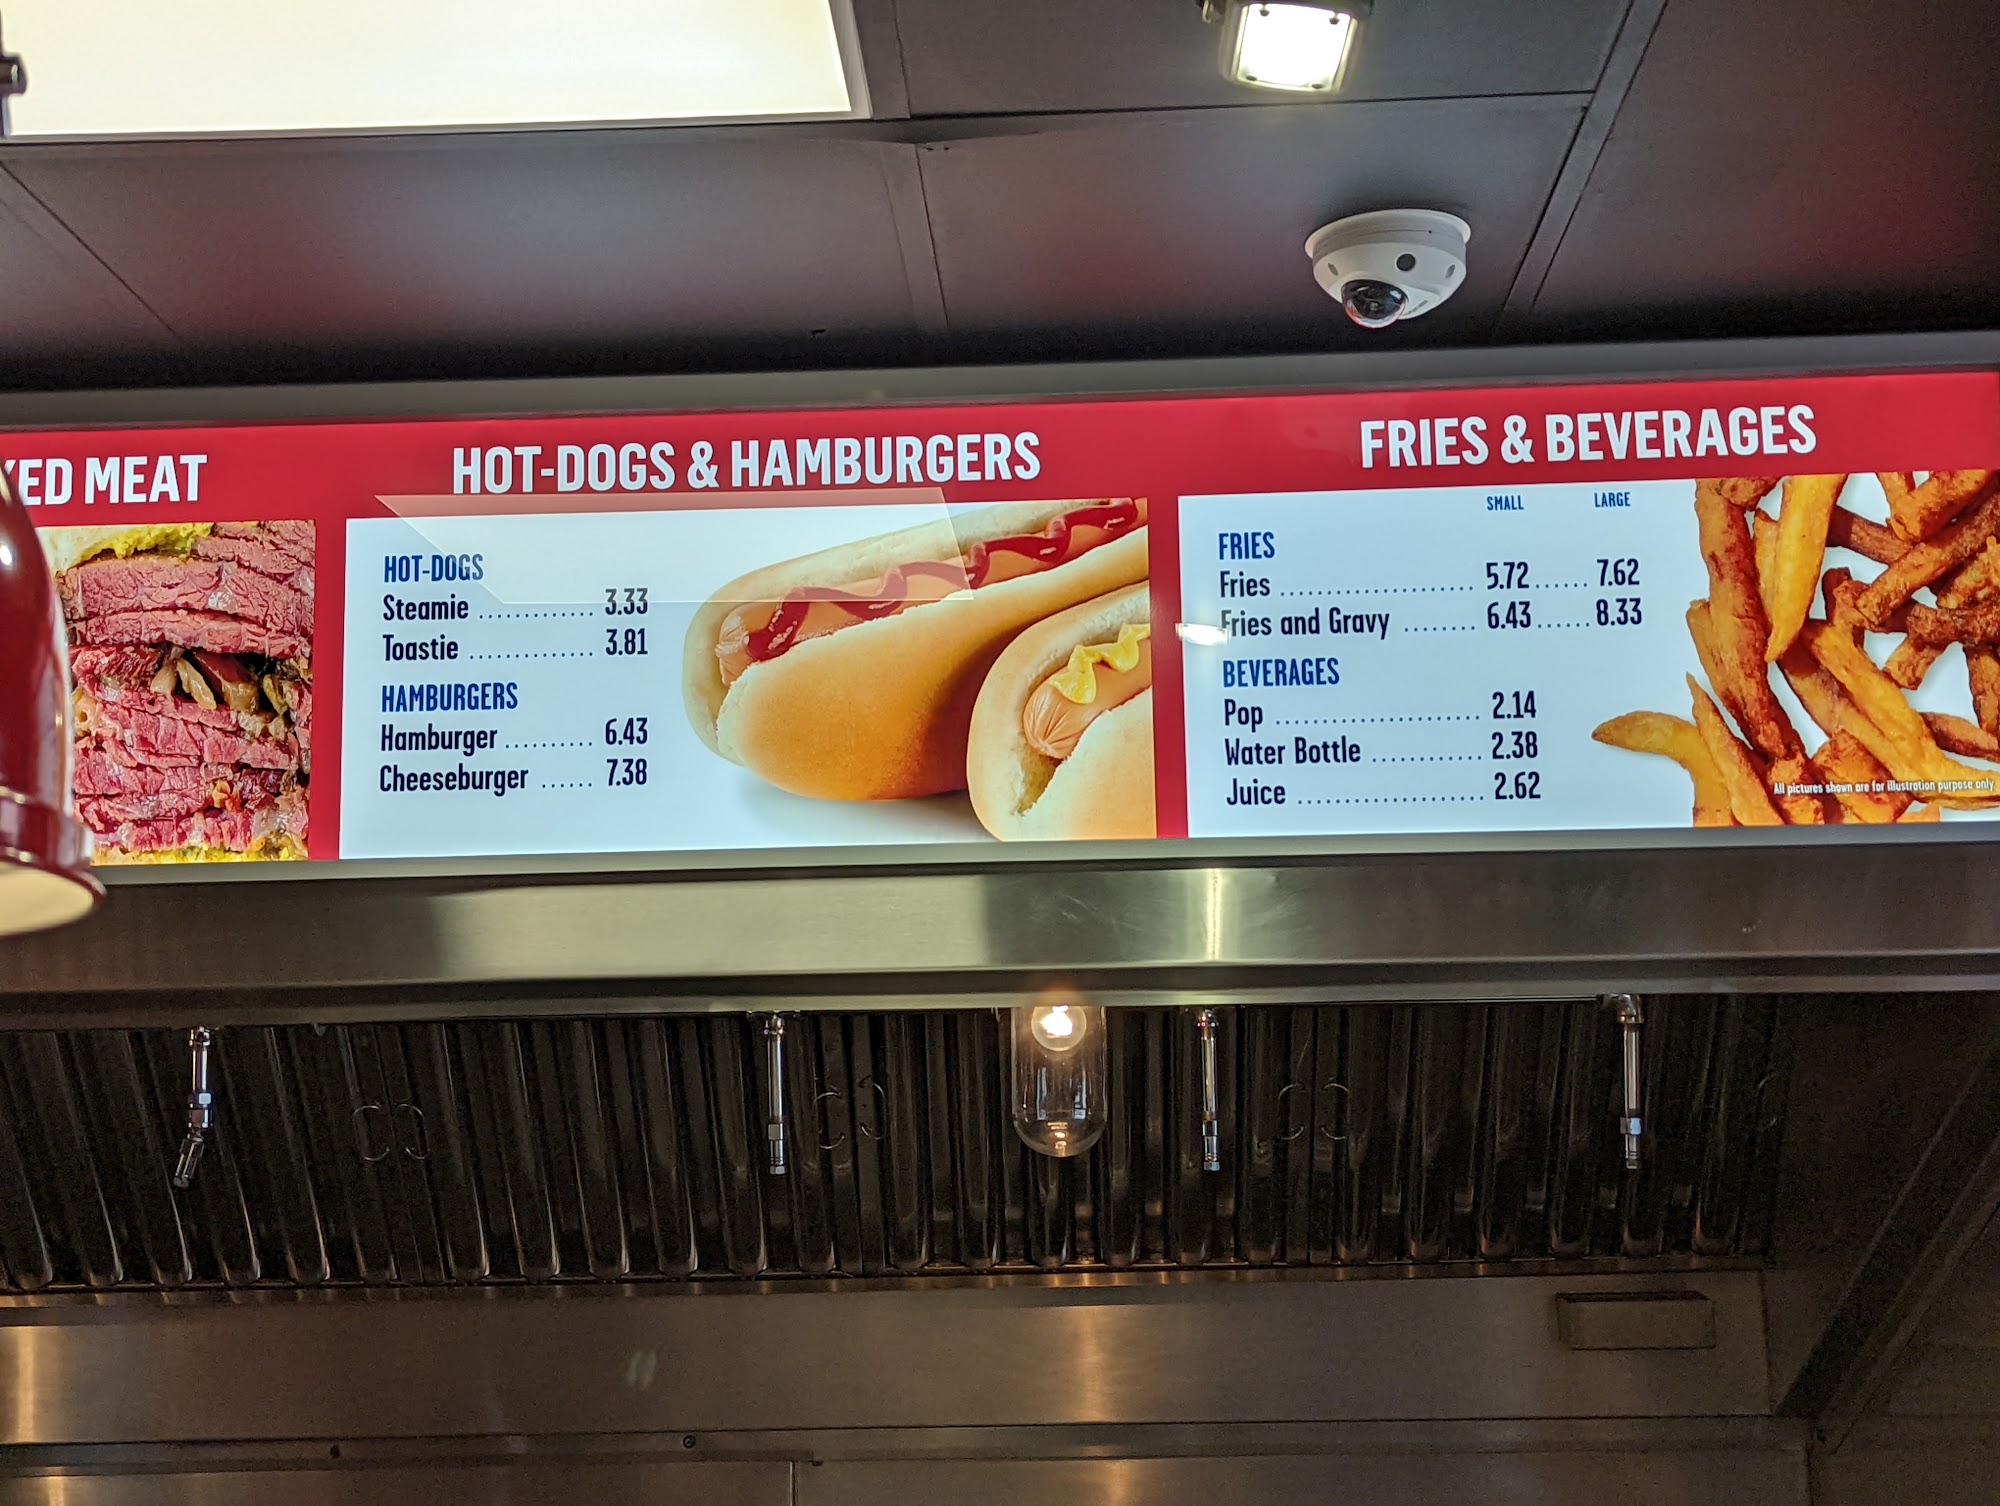 KED MEAT
HOT-DOGS & HAMBURGERS
HOT-DOGS
Steamie ............ 3.33
Toastie ............. 3.81
HAMBURGERS
Hamburger .......... 6.43
Cheeseburger ...... 7.38
FRIES & BEVERAGES
SMALL LARGE
FRIES
Fries .................... 5.72 ...... 7.62
Fries and Gravy ........ 6.43 ...... 8.33
BEVERAGES
Pop ...................... 2.14
Water Bottle ............ 2.38
Juice .................... 2.62
All pictures shown are for illustration purpose only